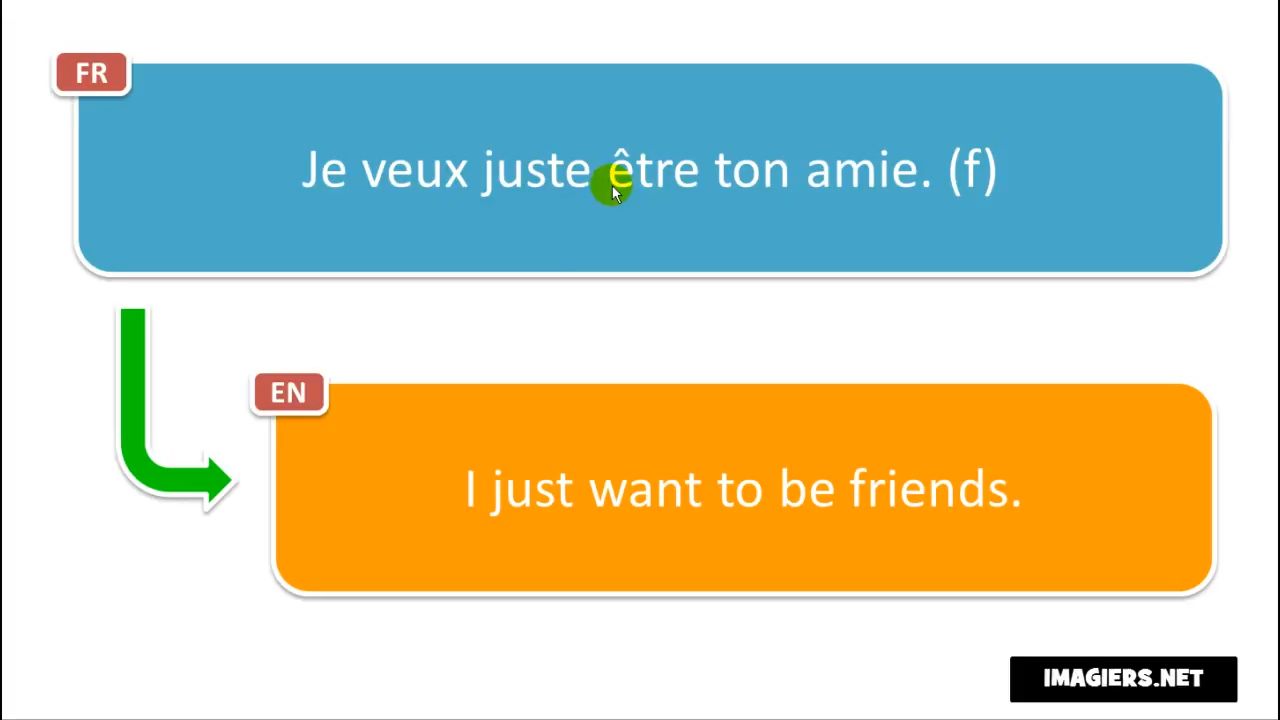 FR
Je veux juste être ton amie. (f)
EN
I just want to be friends.
IMAGIERS.NET